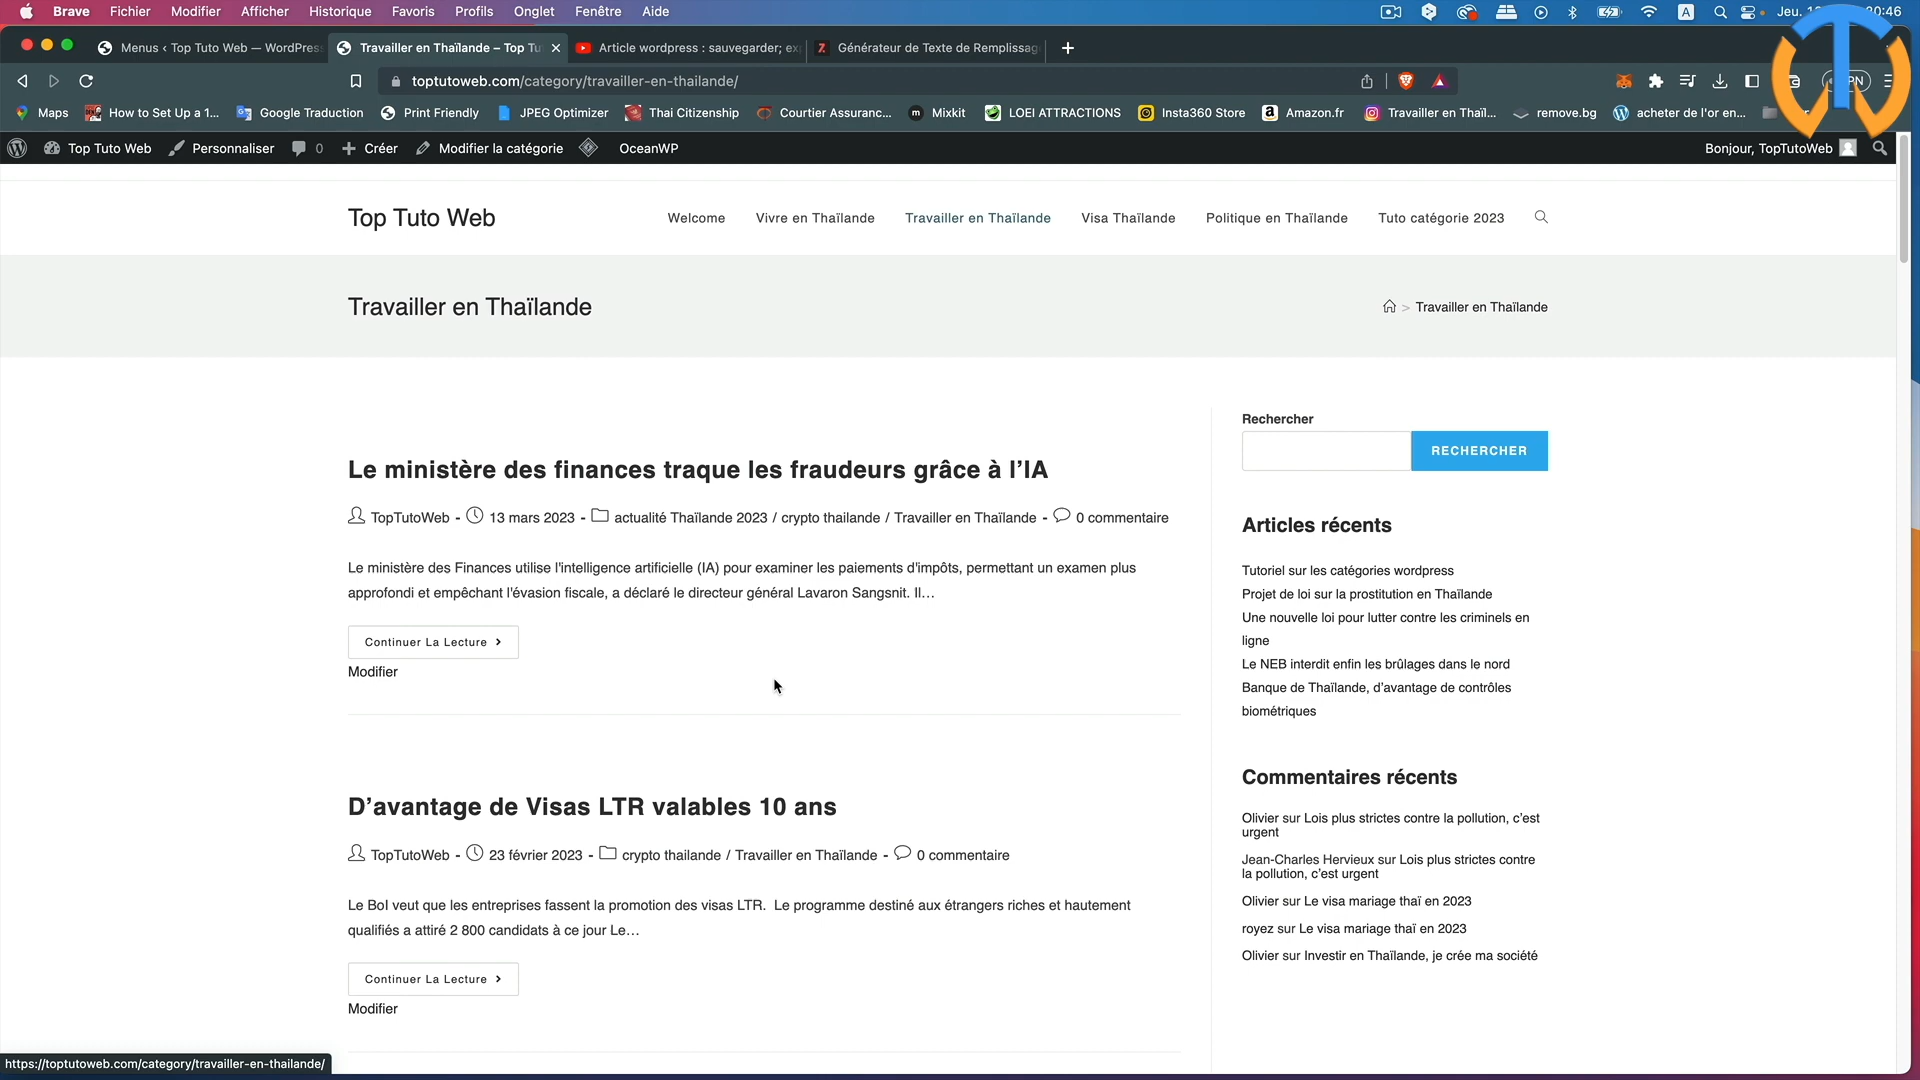 Brave Fichier Modifier Afficher Historique Favoris Profils Onglet Fenêtre Aide
Menus ‹ Top Tuto Web — WordPress
Travailler en Thaïlande – Top Tu
Article wordpress : sauvegarder; ex
Générateur de Texte de Remplissag
toptutoweb.com/category/travailler-en-thailande/
Maps How to Set Up a 1... Google Traduction Print Friendly JPEG Optimizer Thai Citizenship Courtier Assuranc... Mixkit LOEI ATTRACTIONS Insta360 Store Amazon.fr Travailler en Thaïl... remove.bg acheter de l'or en...
Top Tuto Web Personnaliser 0 Créer Modifier la catégorie OceanWP Bonjour, TopTutoWeb
Top Tuto Web
Welcome Vivre en Thaïlande Travailler en Thaïlande Visa Thaïlande Politique en Thaïlande Tuto catégorie 2023
Travailler en Thaïlande
> Travailler en Thaïlande
Le ministère des finances traque les fraudeurs grâce à l’IA
TopTutoWeb - 13 mars 2023 - actualité Thaïlande 2023 / crypto thailande / Travailler en Thaïlande - 0 commentaire
Le ministère des Finances utilise l'intelligence artificielle (IA) pour examiner les paiements d'impôts, permettant un examen plus
approfondi et empêchant l'évasion fiscale, a déclaré le directeur général Lavaron Sangsnit. Il…
Continuer La Lecture >
Modifier
D’avantage de Visas LTR valables 10 ans
TopTutoWeb - 23 février 2023 - crypto thailande / Travailler en Thaïlande - 0 commentaire
Le BoI veut que les entreprises fassent la promotion des visas LTR. Le programme destiné aux étrangers riches et hautement
qualifiés a attiré 2 800 candidats à ce jour Le…
Continuer La Lecture >
Modifier
Rechercher
RECHERCHER
Articles récents
Tutoriel sur les catégories wordpress
Projet de loi sur la prostitution en Thaïlande
Une nouvelle loi pour lutter contre les criminels en
ligne
Le NEB interdit enfin les brûlages dans le nord
Banque de Thaïlande, d’avantage de contrôles
biométriques
Commentaires récents
Olivier sur Lois plus strictes contre la pollution, c’est
urgent
Jean-Charles Hervieux sur Lois plus strictes contre
la pollution, c’est urgent
Olivier sur Le visa mariage thaï en 2023
royez sur Le visa mariage thaï en 2023
Olivier sur Investir en Thaïlande, je crée ma société
https://toptutoweb.com/category/travailler-en-thailande/